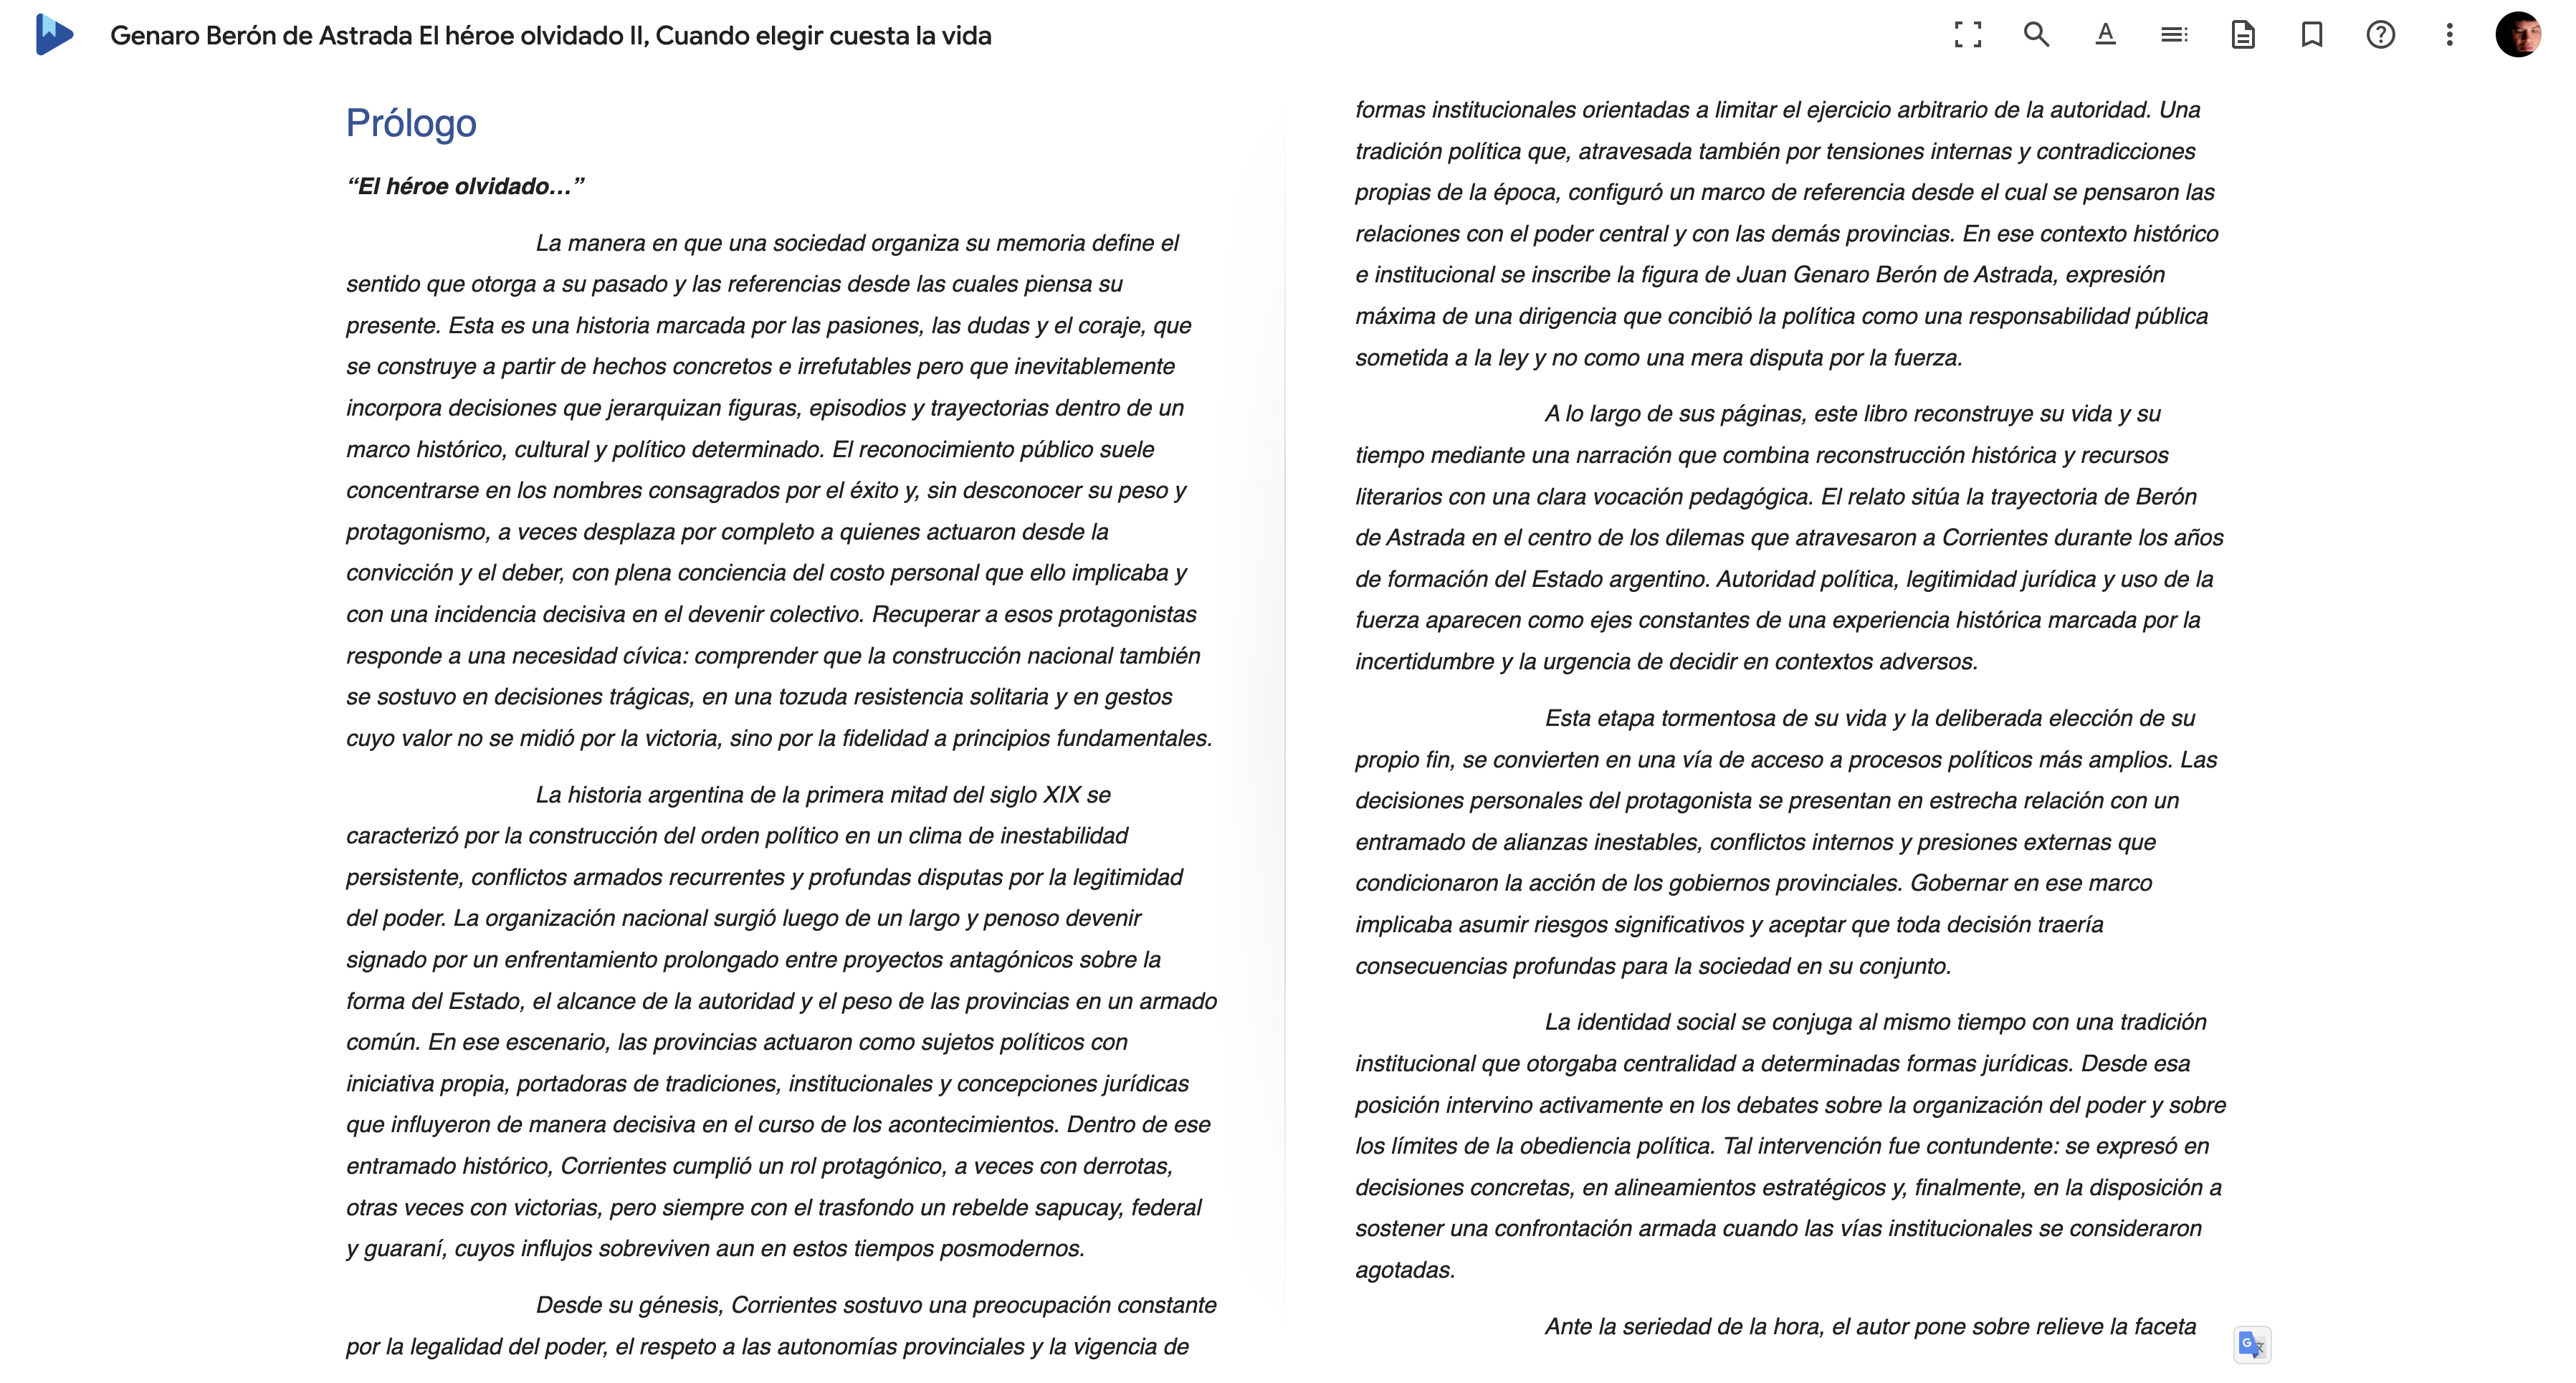 Genaro Berón de Astrada El héroe olvidado II, Cuando elegir cuesta la vida
Prólogo
“El héroe olvidado…”
La manera en que una sociedad organiza su memoria define el
sentido que otorga a su pasado y las referencias desde las cuales piensa su
presente. Esta es una historia marcada por las pasiones, las dudas y el coraje, que
se construye a partir de hechos concretos e irrefutables pero que inevitablemente
incorpora decisiones que jerarquizan figuras, episodios y trayectorias dentro de un
marco histórico, cultural y político determinado. El reconocimiento público suele
concentrarse en los nombres consagrados por el éxito y, sin desconocer su peso y
protagonismo, a veces desplaza por completo a quienes actuaron desde la
convicción y el deber, con plena conciencia del costo personal que ello implicaba y
con una incidencia decisiva en el devenir colectivo. Recuperar a esos protagonistas
responde a una necesidad cívica: comprender que la construcción nacional también
se sostuvo en decisiones trágicas, en una tozuda resistencia solitaria y en gestos
cuyo valor no se midió por la victoria, sino por la fidelidad a principios fundamentales.
La historia argentina de la primera mitad del siglo XIX se
caracterizó por la construcción del orden político en un clima de inestabilidad
persistente, conflictos armados recurrentes y profundas disputas por la legitimidad
del poder. La organización nacional surgió luego de un largo y penoso devenir
signado por un enfrentamiento prolongado entre proyectos antagónicos sobre la
forma del Estado, el alcance de la autoridad y el peso de las provincias en un armado
común. En ese escenario, las provincias actuaron como sujetos políticos con
iniciativa propia, portadoras de tradiciones, institucionales y concepciones jurídicas
que influyeron de manera decisiva en el curso de los acontecimientos. Dentro de ese
entramado histórico, Corrientes cumplió un rol protagónico, a veces con derrotas,
otras veces con victorias, pero siempre con el trasfondo un rebelde sapucay, federal
y guaraní, cuyos influjos sobreviven aun en estos tiempos posmodernos.
Desde su génesis, Corrientes sostuvo una preocupación constante
por la legalidad del poder, el respeto a las autonomías provinciales y la vigencia de
formas institucionales orientadas a limitar el ejercicio arbitrario de la autoridad. Una
tradición política que, atravesada también por tensiones internas y contradicciones
propias de la época, configuró un marco de referencia desde el cual se pensaron las
relaciones con el poder central y con las demás provincias. En ese contexto histórico
e institucional se inscribe la figura de Juan Genaro Berón de Astrada, expresión
máxima de una dirigencia que concibió la política como una responsabilidad pública
sometida a la ley y no como una mera disputa por la fuerza.
A lo largo de sus páginas, este libro reconstruye su vida y su
tiempo mediante una narración que combina reconstrucción histórica y recursos
literarios con una clara vocación pedagógica. El relato sitúa la trayectoria de Berón
de Astrada en el centro de los dilemas que atravesaron a Corrientes durante los años
de formación del Estado argentino. Autoridad política, legitimidad jurídica y uso de la
fuerza aparecen como ejes constantes de una experiencia histórica marcada por la
incertidumbre y la urgencia de decidir en contextos adversos.
Esta etapa tormentosa de su vida y la deliberada elección de su
propio fin, se convierten en una vía de acceso a procesos políticos más amplios. Las
decisiones personales del protagonista se presentan en estrecha relación con un
entramado de alianzas inestables, conflictos internos y presiones externas que
condicionaron la acción de los gobiernos provinciales. Gobernar en ese marco
implicaba asumir riesgos significativos y aceptar que toda decisión traería
consecuencias profundas para la sociedad en su conjunto.
La identidad social se conjuga al mismo tiempo con una tradición
institucional que otorgaba centralidad a determinadas formas jurídicas. Desde esa
posición intervino activamente en los debates sobre la organización del poder y sobre
los límites de la obediencia política. Tal intervención fue contundente: se expresó en
decisiones concretas, en alineamientos estratégicos y, finalmente, en la disposición a
sostener una confrontación armada cuando las vías institucionales se consideraron
agotadas.
Ante la seriedad de la hora, el autor pone sobre relieve la faceta